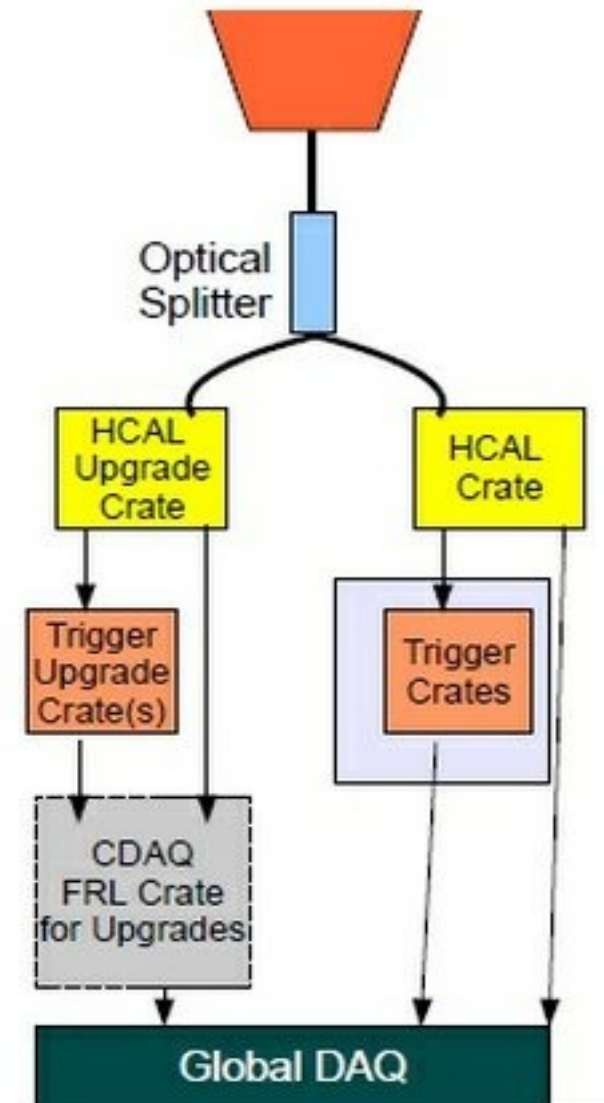 Optical
Splitter
HCAL
Upgrade
Crate
HCAL
Crate
Trigger
Upgrade
Crate(s)
Trigger
Crates
CDAQ
FRL Crate
for Upgrades
Global DAQ